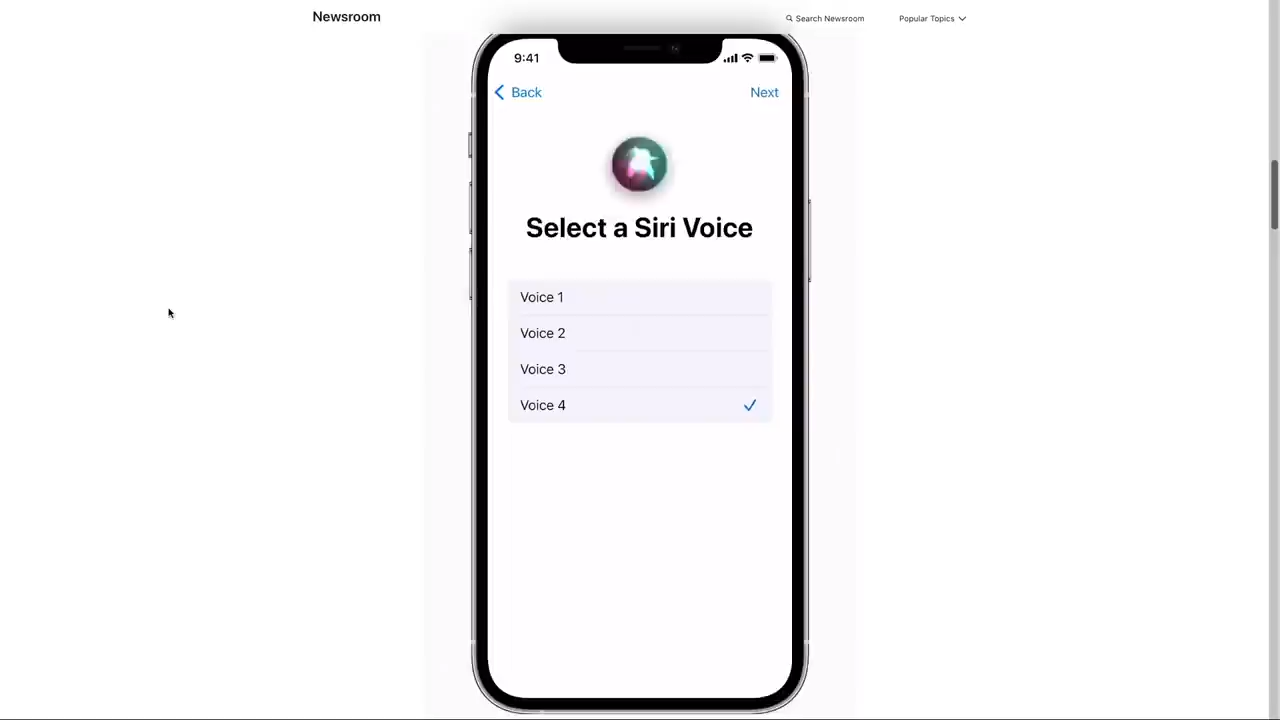 Newsroom
Search Newsroom
Popular Topics
9:41
Back
Next
Select a Siri Voice
Voice 1
Voice 2
Voice 3
Voice 4